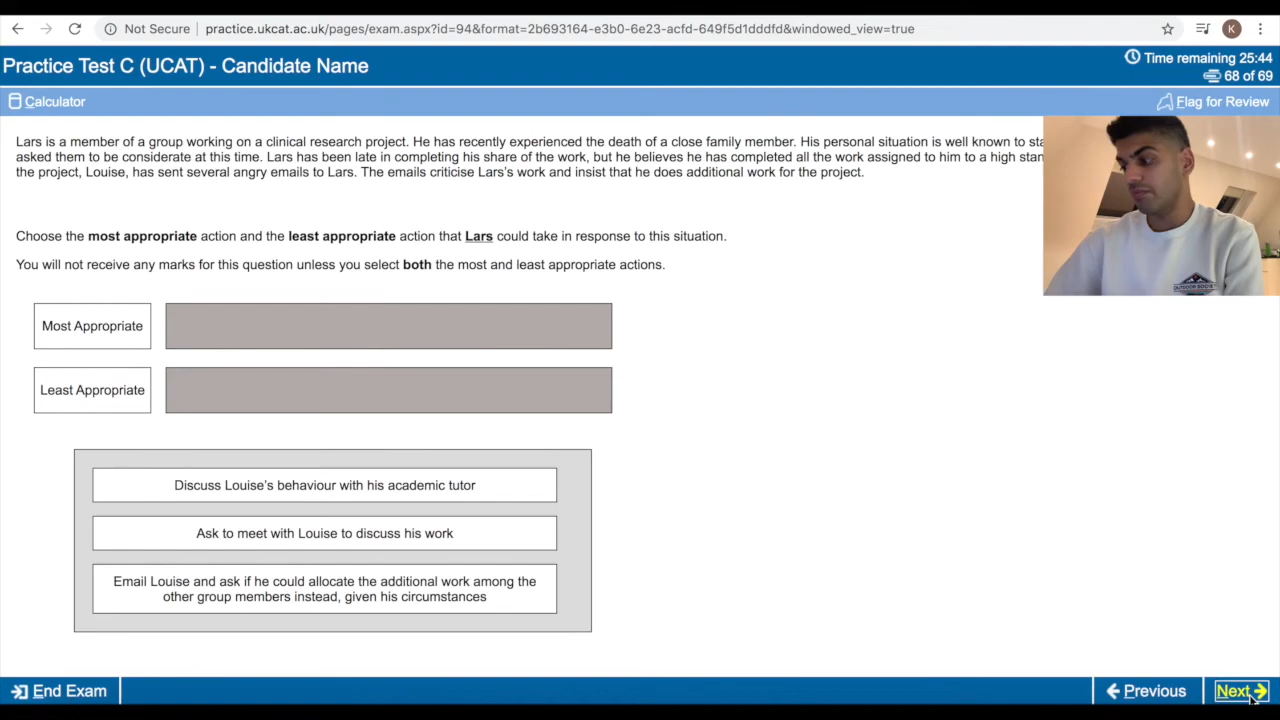 Not Secure practice.ukcat.ac.uk/pages/exam.aspx?id=94&format=2b693164-e3b0-6e23-acfd-649f5d1dddfd&windowed_view=true K
Practice Test C (UCAT) - Candidate Name
Time remaining 25:44
68 of 69
Calculator
Flag for Review
Lars is a member of a group working on a clinical research project. He has recently experienced the death of a close family member. His personal situation is well known to
asked them to be considerate at this time. Lars has been late in completing his share of the work, but he believes he has completed all the work assigned to him to a high
the project, Louise, has sent several angry emails to Lars. The emails criticise Lars's work and insist that he does additional work for the project.
Choose the most appropriate action and the least appropriate action that Lars could take in response to this situation.
You will not receive any marks for this question unless you select both the most and least appropriate actions.
Most Appropriate
Least Appropriate
Discuss Louise's behaviour with his academic tutor
Ask to meet with Louise to discuss his work
Email Louise and ask if he could allocate the additional work among the
other group members instead, given his circumstances
End Exam
Previous
Next